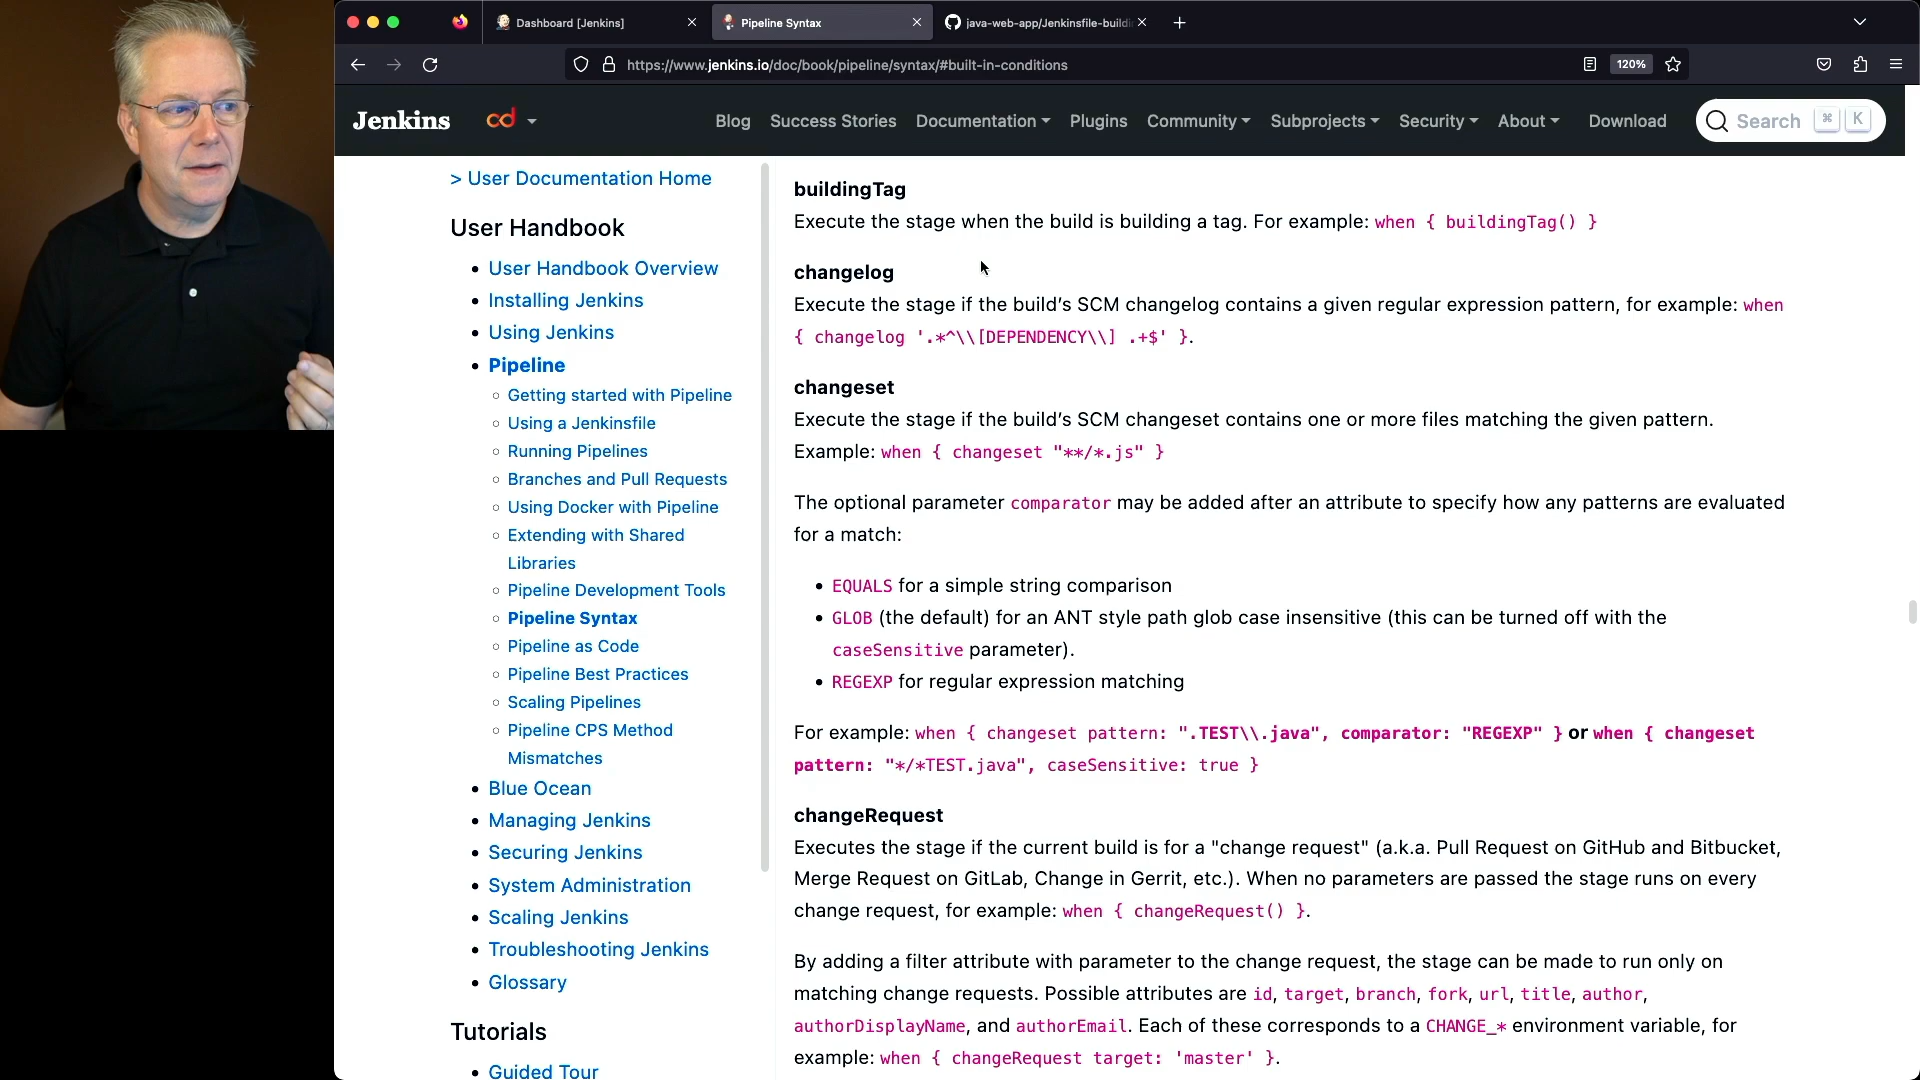 Dashboard [Jenkins]
Pipeline Syntax
java-web-app/Jenkinsfile-buildi
https://www.jenkins.io/doc/book/pipeline/syntax/#built-in-conditions
120%
Jenkins
cd
Blog
Success Stories
Documentation
Plugins
Community
Subprojects
Security
About
Download
Search ⌘ K
> User Documentation Home
User Handbook
User Handbook Overview
Installing Jenkins
Using Jenkins
Pipeline
Getting started with Pipeline
Using a Jenkinsfile
Running Pipelines
Branches and Pull Requests
Using Docker with Pipeline
Extending with Shared
Libraries
Pipeline Development Tools
Pipeline Syntax
Pipeline as Code
Pipeline Best Practices
Scaling Pipelines
Pipeline CPS Method
Mismatches
Blue Ocean
Managing Jenkins
Securing Jenkins
System Administration
Scaling Jenkins
Troubleshooting Jenkins
Glossary
Tutorials
Guided Tour
buildingTag
Execute the stage when the build is building a tag. For example: when { buildingTag() }
changelog
Execute the stage if the build's SCM changelog contains a given regular expression pattern, for example: when
{ changelog '.*^\\[DEPENDENCY\\] .+$' }.
changeset
Execute the stage if the build's SCM changeset contains one or more files matching the given pattern.
Example: when { changeset "**/*.js" }
The optional parameter comparator may be added after an attribute to specify how any patterns are evaluated
for a match:
EQUALS for a simple string comparison
GLOB (the default) for an ANT style path glob case insensitive (this can be turned off with the
caseSensitive parameter).
REGEXP for regular expression matching
For example: when { changeset pattern: ".TEST\\.java", comparator: "REGEXP" } or when { changeset
pattern: "*/*TEST.java", caseSensitive: true }
changeRequest
Executes the stage if the current build is for a "change request" (a.k.a. Pull Request on GitHub and Bitbucket,
Merge Request on GitLab, Change in Gerrit, etc.). When no parameters are passed the stage runs on every
change request, for example: when { changeRequest() }.
By adding a filter attribute with parameter to the change request, the stage can be made to run only on
matching change requests. Possible attributes are id, target, branch, fork, url, title, author,
authorDisplayName, and authorEmail. Each of these corresponds to a CHANGE_* environment variable, for
example: when { changeRequest target: 'master' }.